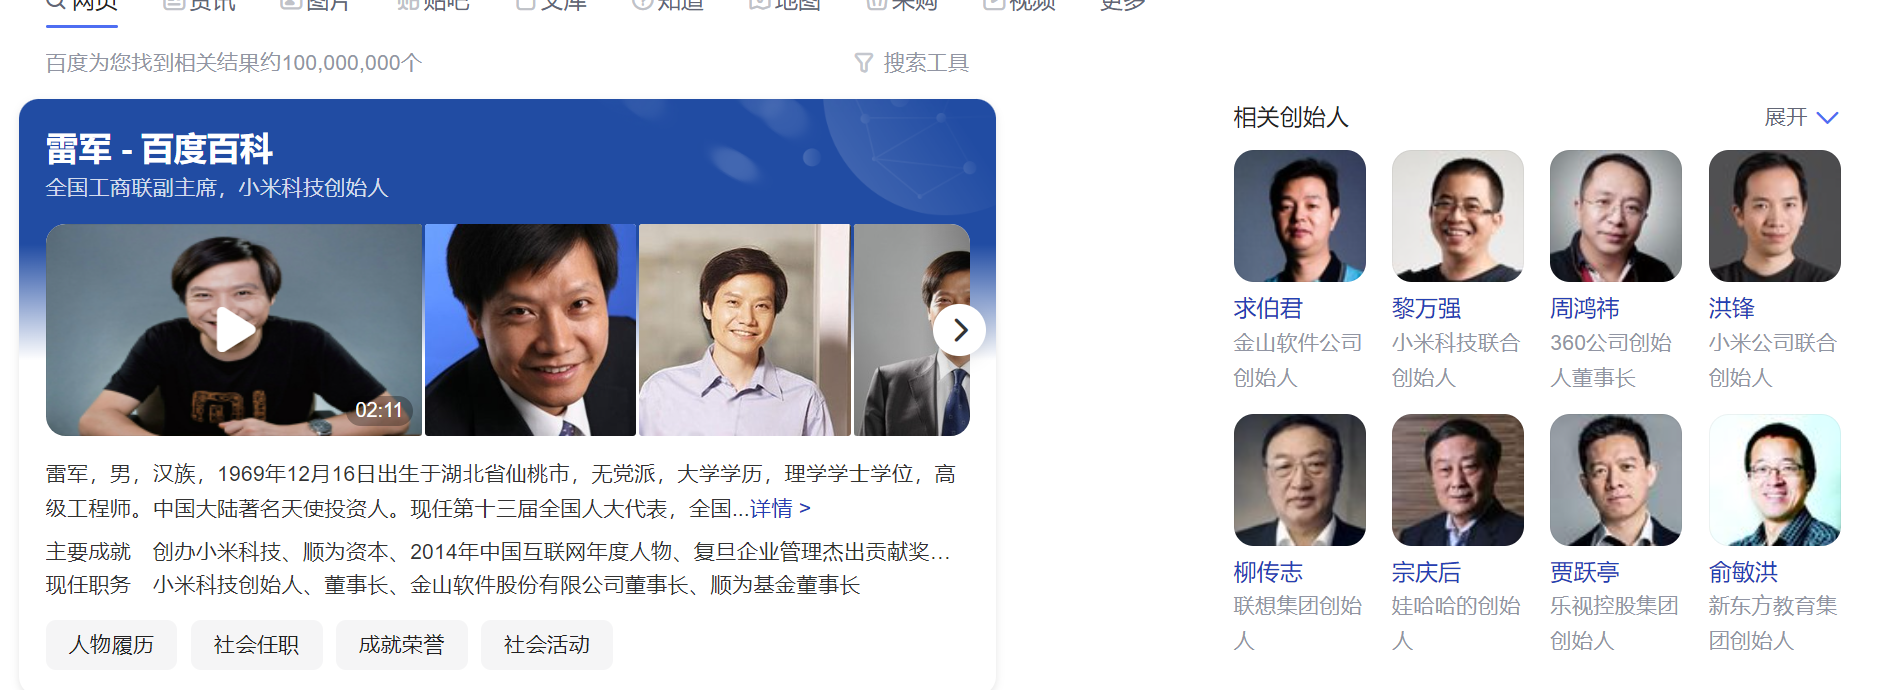 网页 资讯 图片 贴吧 文库 知道 地图 采购 视频 更多
百度为您找到相关结果约100,000,000个 搜索工具
雷军 - 百度百科
全国工商联副主席，小米科技创始人
02:11
雷军，男，汉族，1969年12月16日出生于湖北省仙桃市，无党派，大学学历，理学学士学位，高
级工程师。中国大陆著名天使投资人。现任第十三届全国人大代表，全国...详情 >
主要成就 创办小米科技、顺为资本、2014年中国互联网年度人物、复旦企业管理杰出贡献奖...
现任职务 小米科技创始人、董事长、金山软件股份有限公司董事长、顺为基金董事长
人物履历 社会任职 成就荣誉 社会活动
相关创始人 展开
求伯君 黎万强 周鸿祎 洪锋
金山软件公司 小米科技联合 360公司创始 小米公司联合
创始人 创始人 人董事长 创始人
柳传志 宗庆后 贾跃亭 俞敏洪
联想集团创始 娃哈哈的创始 乐视控股集团 新东方教育集
人 人 创始人 团创始人